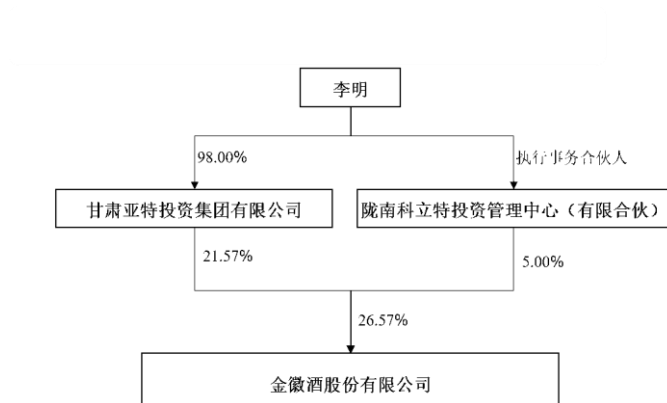 李明
98.00%
执行事务合伙人
甘肃亚特投资集团有限公司
陇南科立特投资管理中心（有限合伙）
21.57%
5.00%
26.57%
金徽酒股份有限公司